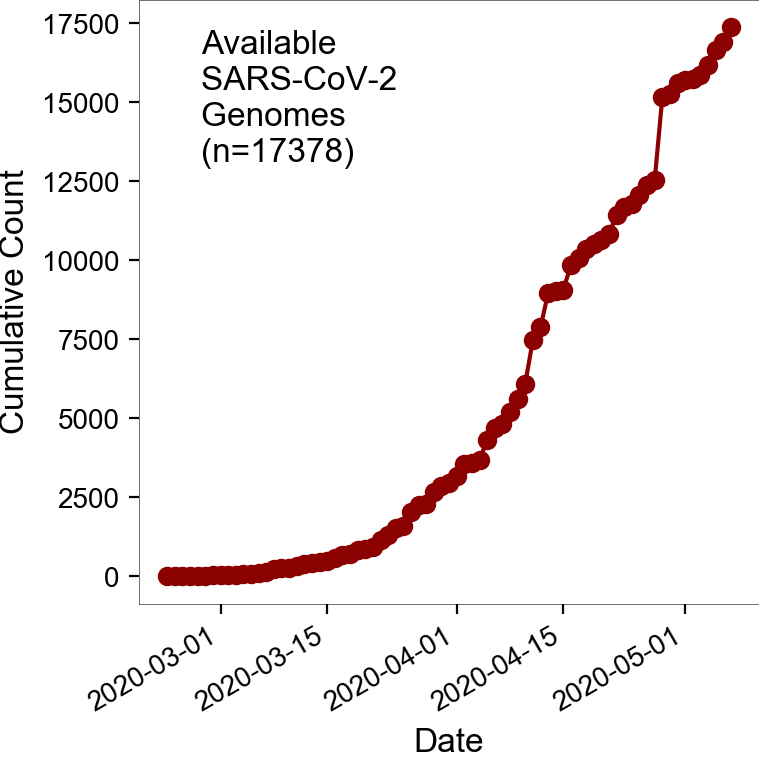 17500
15000
12500
10000
7500
5000
2500
0
Cumulative Count
Available
SARS-CoV-2
Genomes
(n=17378)
2020-03-01
2020-03-15
2020-04-01
2020-04-15
2020-05-01
Date